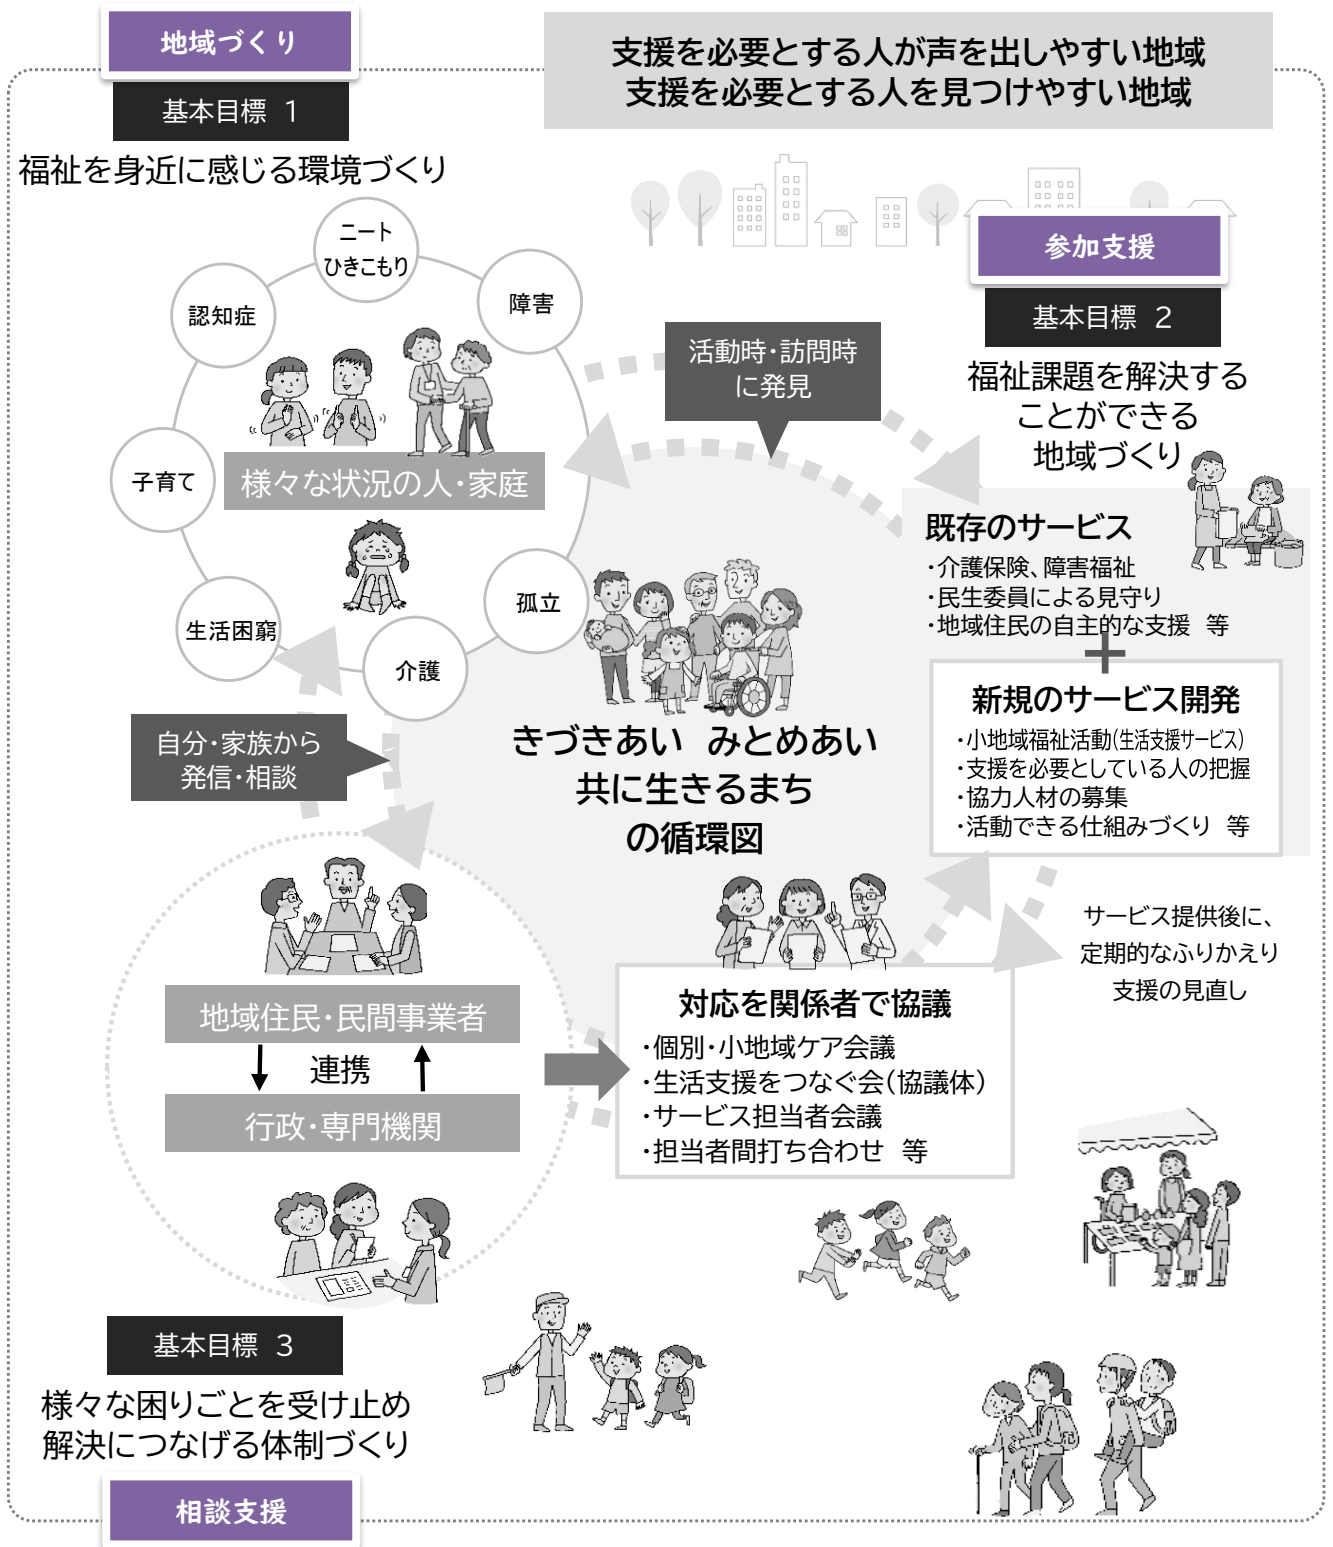 地域づくり
基本目標 1
福祉を身近に感じる環境づくり
支援を必要とする人が声を出しやすい地域
支援を必要とする人を見つけやすい地域
ニート
ひきこもり
認知症
障害
子育て
様々な状況の人・家庭
生活困窮
孤立
介護
活動時・訪問時
に発見
参加支援
基本目標 2
福祉課題を解決する
ことができる
地域づくり
既存のサービス
・介護保険、障害福祉
・民生委員による見守り
・地域住民の自主的な支援 等
+
新規のサービス開発
・小地域福祉活動(生活支援サービス)
・支援を必要としている人の把握
・協力人材の募集
・活動できる仕組みづくり 等
自分・家族から
発信・相談
きづきあい みとめあい
共に生きるまち
の循環図
サービス提供後に、
定期的なふりかえり
支援の見直し
地域住民・民間事業者
連携
行政・専門機関
対応を関係者で協議
・個別・小地域ケア会議
・生活支援をつなぐ会(協議体)
・サービス担当者会議
・担当者間打ち合わせ 等
基本目標 3
様々な困りごとを受け止め
解決につなげる体制づくり
相談支援